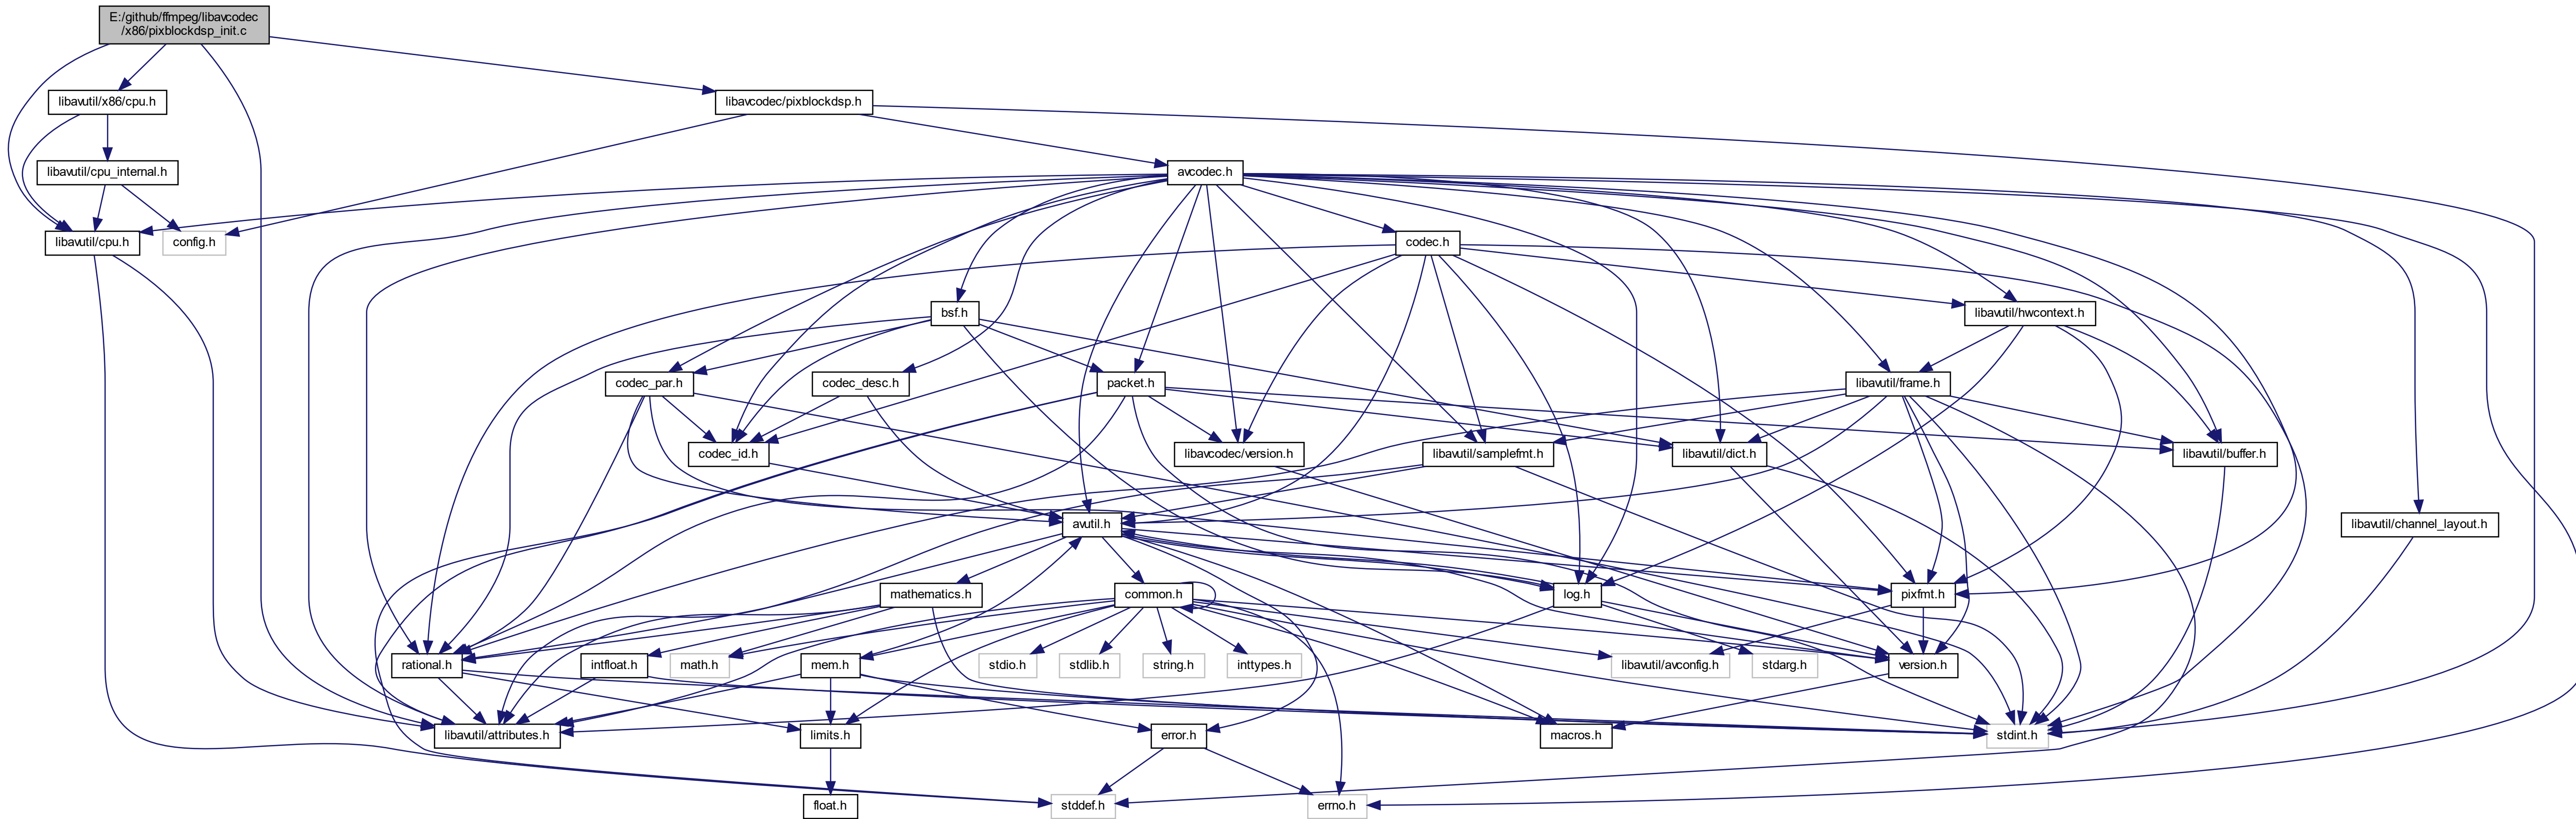 E:/github/ffmpeg/libavcodec
/x86/pixblockdsp_init.c
libavutil/x86/cpu.h
libavcodec/pixblockdsp.h
libavutil/cpu_internal.h
avcodec.h
libavutil/cpu.h
config.h
codec.h
bsf.h
libavutil/hwcontext.h
codec_par.h
codec_desc.h
packet.h
libavutil/frame.h
codec_id.h
libavcodec/version.h
libavutil/samplefmt.h
libavutil/dict.h
libavutil/buffer.h
avutil.h
libavutil/channel_layout.h
mathematics.h
common.h
log.h
pixfmt.h
rational.h
intfloat.h
math.h
mem.h
stdio.h
stdlib.h
string.h
inttypes.h
libavutil/avconfig.h
stdarg.h
version.h
libavutil/attributes.h
limits.h
error.h
macros.h
stdint.h
float.h
stddef.h
errno.h